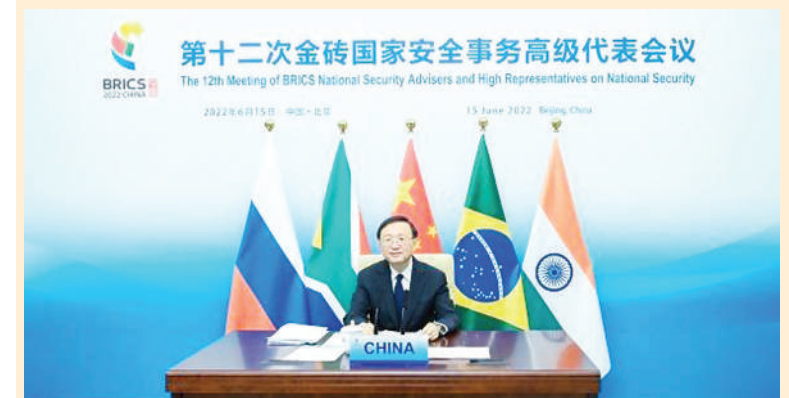 第十二次金砖国家安全事务高级代表会议
The 12th Meeting of BRICS National Security Advisers and High Representatives on National Security
BRICS
2022 CHINA
2022年6月15日 中国·北京
15 June 2022 Beijing, China
CHINA